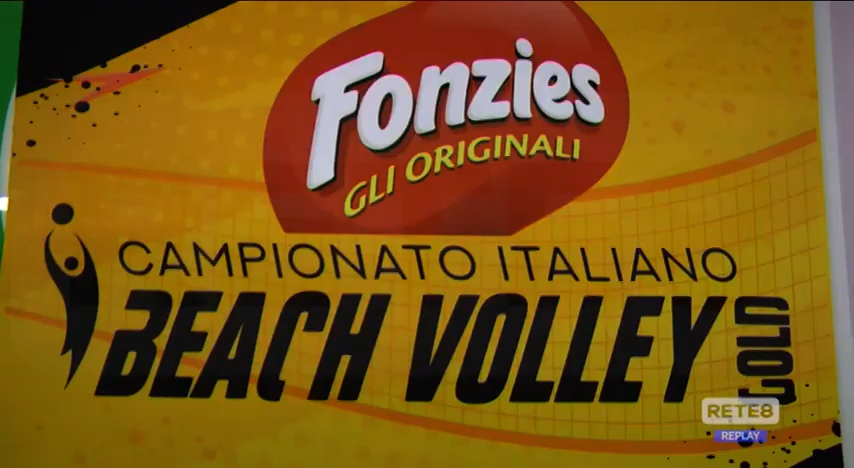 Fonzies
GLI ORIGINALI
CAMPIONATO ITALIANO
BEACH VOLLEY
GOLD
RETE8
REPLAY